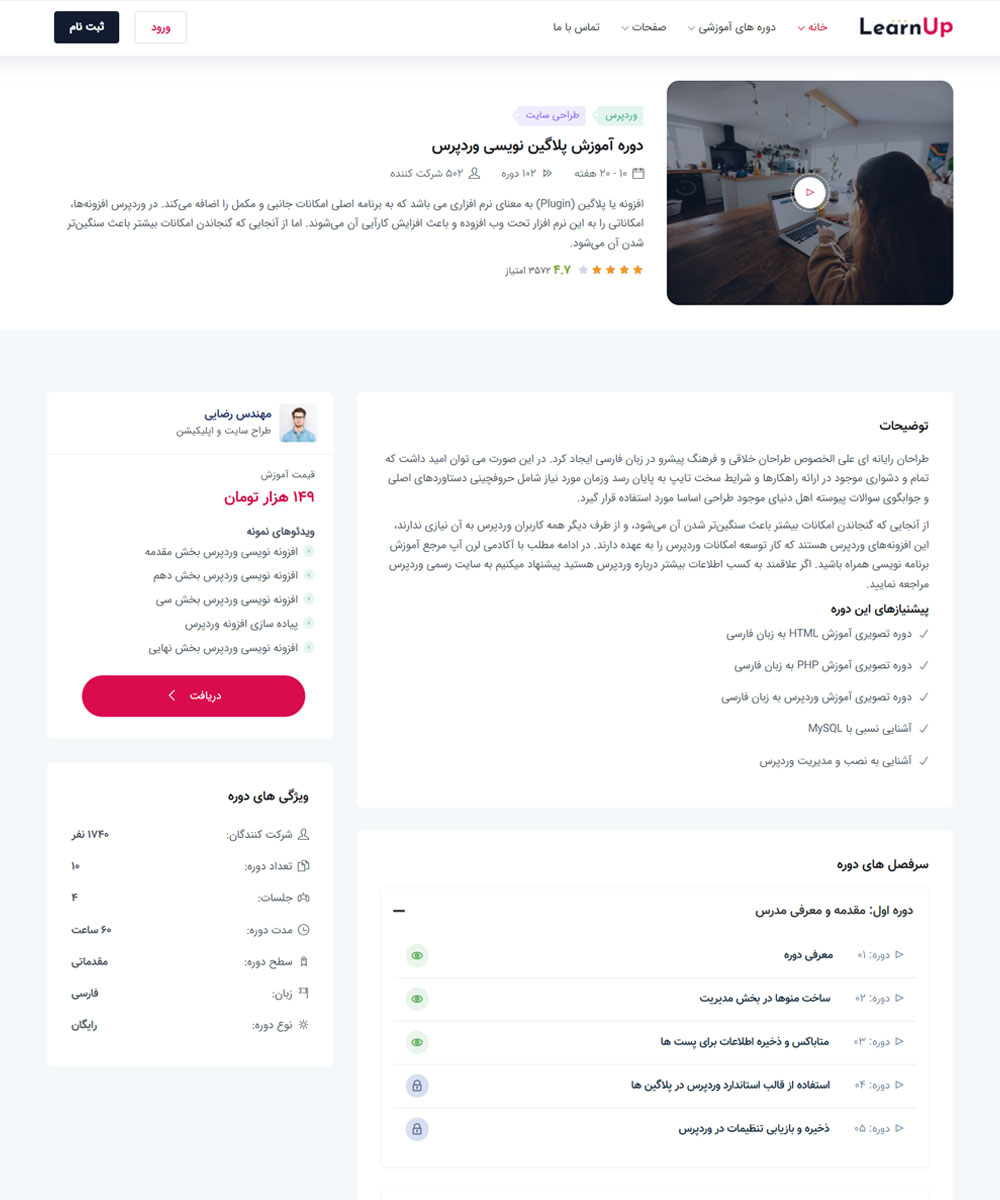 LearnUp
خانه
دوره های آموزشی
صفحات
تماس با ما
ورود
ثبت نام
وردپرس
طراحی سایت
دوره آموزش پلاگین نویسی وردپرس
۱۰ - ۲۰ هفته
۱۰۲ دوره
۵۰۲ شرکت کننده
افزونه یا پلاگین (Plugin) به معنای نرم افزاری می باشد که به برنامه اصلی امکانات جانبی و مکمل را اضافه می‌کند. در وردپرس افزونه‌ها،
امکاناتی را به این نرم افزار تحت وب افزوده و باعث افزایش کارآیی آن می‌شوند. اما از آنجایی که گنجاندن امکانات بیشتر باعث سنگین‌تر
شدن آن می‌شود.
۴.۷ ۳۵۷۲ امتیاز
توضیحات
طراحان رایانه ای علی الخصوص طراحان خلاقی و فرهنگ پیشرو در زبان فارسی ایجاد کرد. در این صورت می توان امید داشت که
تمام و دشواری موجود در ارائه راهکارها و شرایط سخت تایپ به پایان رسد وزمان مورد نیاز شامل حروفچینی دستاوردهای اصلی
و جوابگوی سوالات پیوسته اهل دنیای موجود طراحی اساسا مورد استفاده قرار گیرد.
از آنجایی که گنجاندن امکانات بیشتر باعث سنگین‌تر شدن آن می‌شود، و از طرف دیگر همه کاربران وردپرس به آن نیازی ندارند،
این افزونه‌های وردپرس هستند که کار توسعه امکانات وردپرس را به عهده دارند. در ادامه مطلب با آکادمی لرن آپ مرجع آموزش
برنامه نویسی همراه باشید. اگر علاقمند به کسب اطلاعات بیشتر درباره وردپرس هستید پیشنهاد میکنیم به سایت رسمی وردپرس
مراجعه نمایید.
پیشنیازهای این دوره
دوره تصویری آموزش HTML به زبان فارسی
دوره تصویری آموزش PHP به زبان فارسی
دوره تصویری آموزش وردپرس به زبان فارسی
آشنایی نسبی با MySQL
آشنایی به نصب و مدیریت وردپرس
سرفصل های دوره
دوره اول: مقدمه و معرفی مدرس
دوره: ۰۱ معرفی دوره
دوره: ۰۲ ساخت منوها در بخش مدیریت
دوره: ۰۳ متاباکس و ذخیره اطلاعات برای پست ها
دوره: ۰۴ استفاده از قالب استاندارد وردپرس در پلاگین ها
دوره: ۰۵ ذخیره و بازیابی تنظیمات در وردپرس
مهندس رضایی
طراح سایت و اپلیکیشن
قیمت آموزش
۱۴۹ هزار تومان
ویدئوهای نمونه
افزونه نویسی وردپرس بخش مقدمه
افزونه نویسی وردپرس بخش دهم
افزونه نویسی وردپرس بخش سی
پیاده سازی افزونه وردپرس
افزونه نویسی وردپرس بخش نهایی
دریافت
ویژگی های دوره
شرکت کنندگان: ۱۷۴۰ نفر
تعداد دوره: ۱۰
جلسات: ۴
مدت دوره: ۶۰ ساعت
سطح دوره: مقدماتی
زبان: فارسی
نوع دوره: رایگان